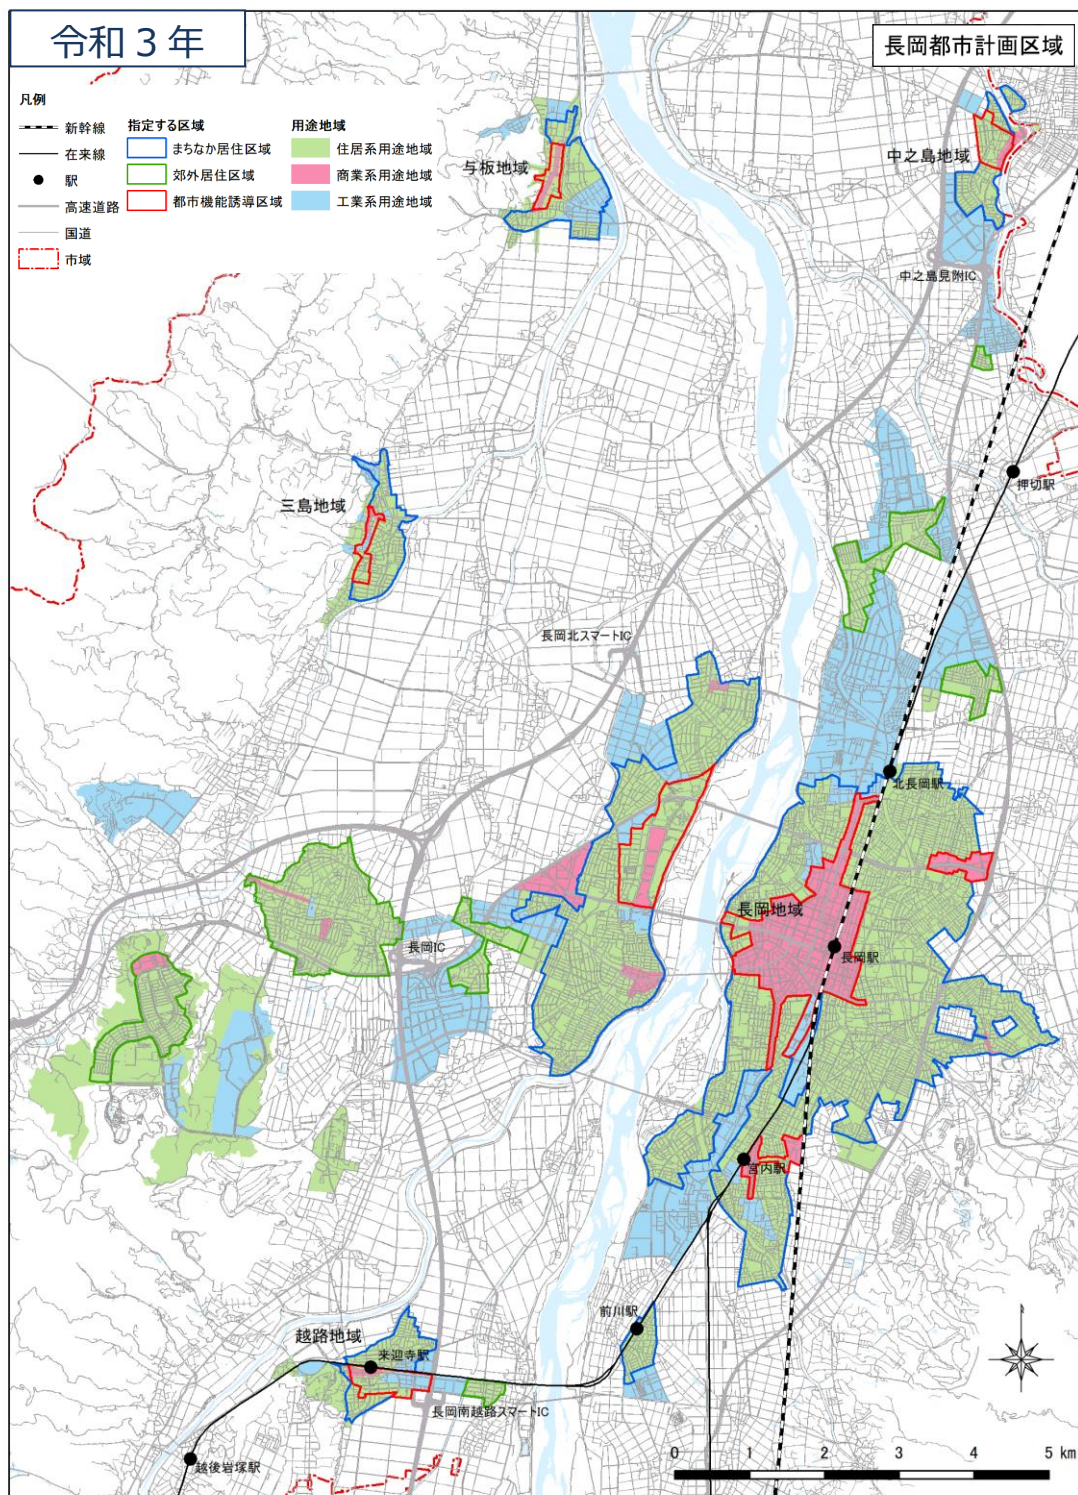 令和３年
長岡都市計画区域
凡例
新幹線
在来線
駅
高速道路
国道
市域
指定する区域
まちなか居住区域
郊外居住区域
都市機能誘導区域
用途地域
住居系用途地域
商業系用途地域
工業系用途地域
与板地域
中之島地域
中之島見附IC
押切駅
三島地域
長岡北スマートIC
北長岡駅
長岡地域
長岡駅
長岡IC
宮内駅
前川駅
越路地域
来迎寺駅
長岡南越路スマートIC
越後岩塚駅
0 1 2 3 4 5 km